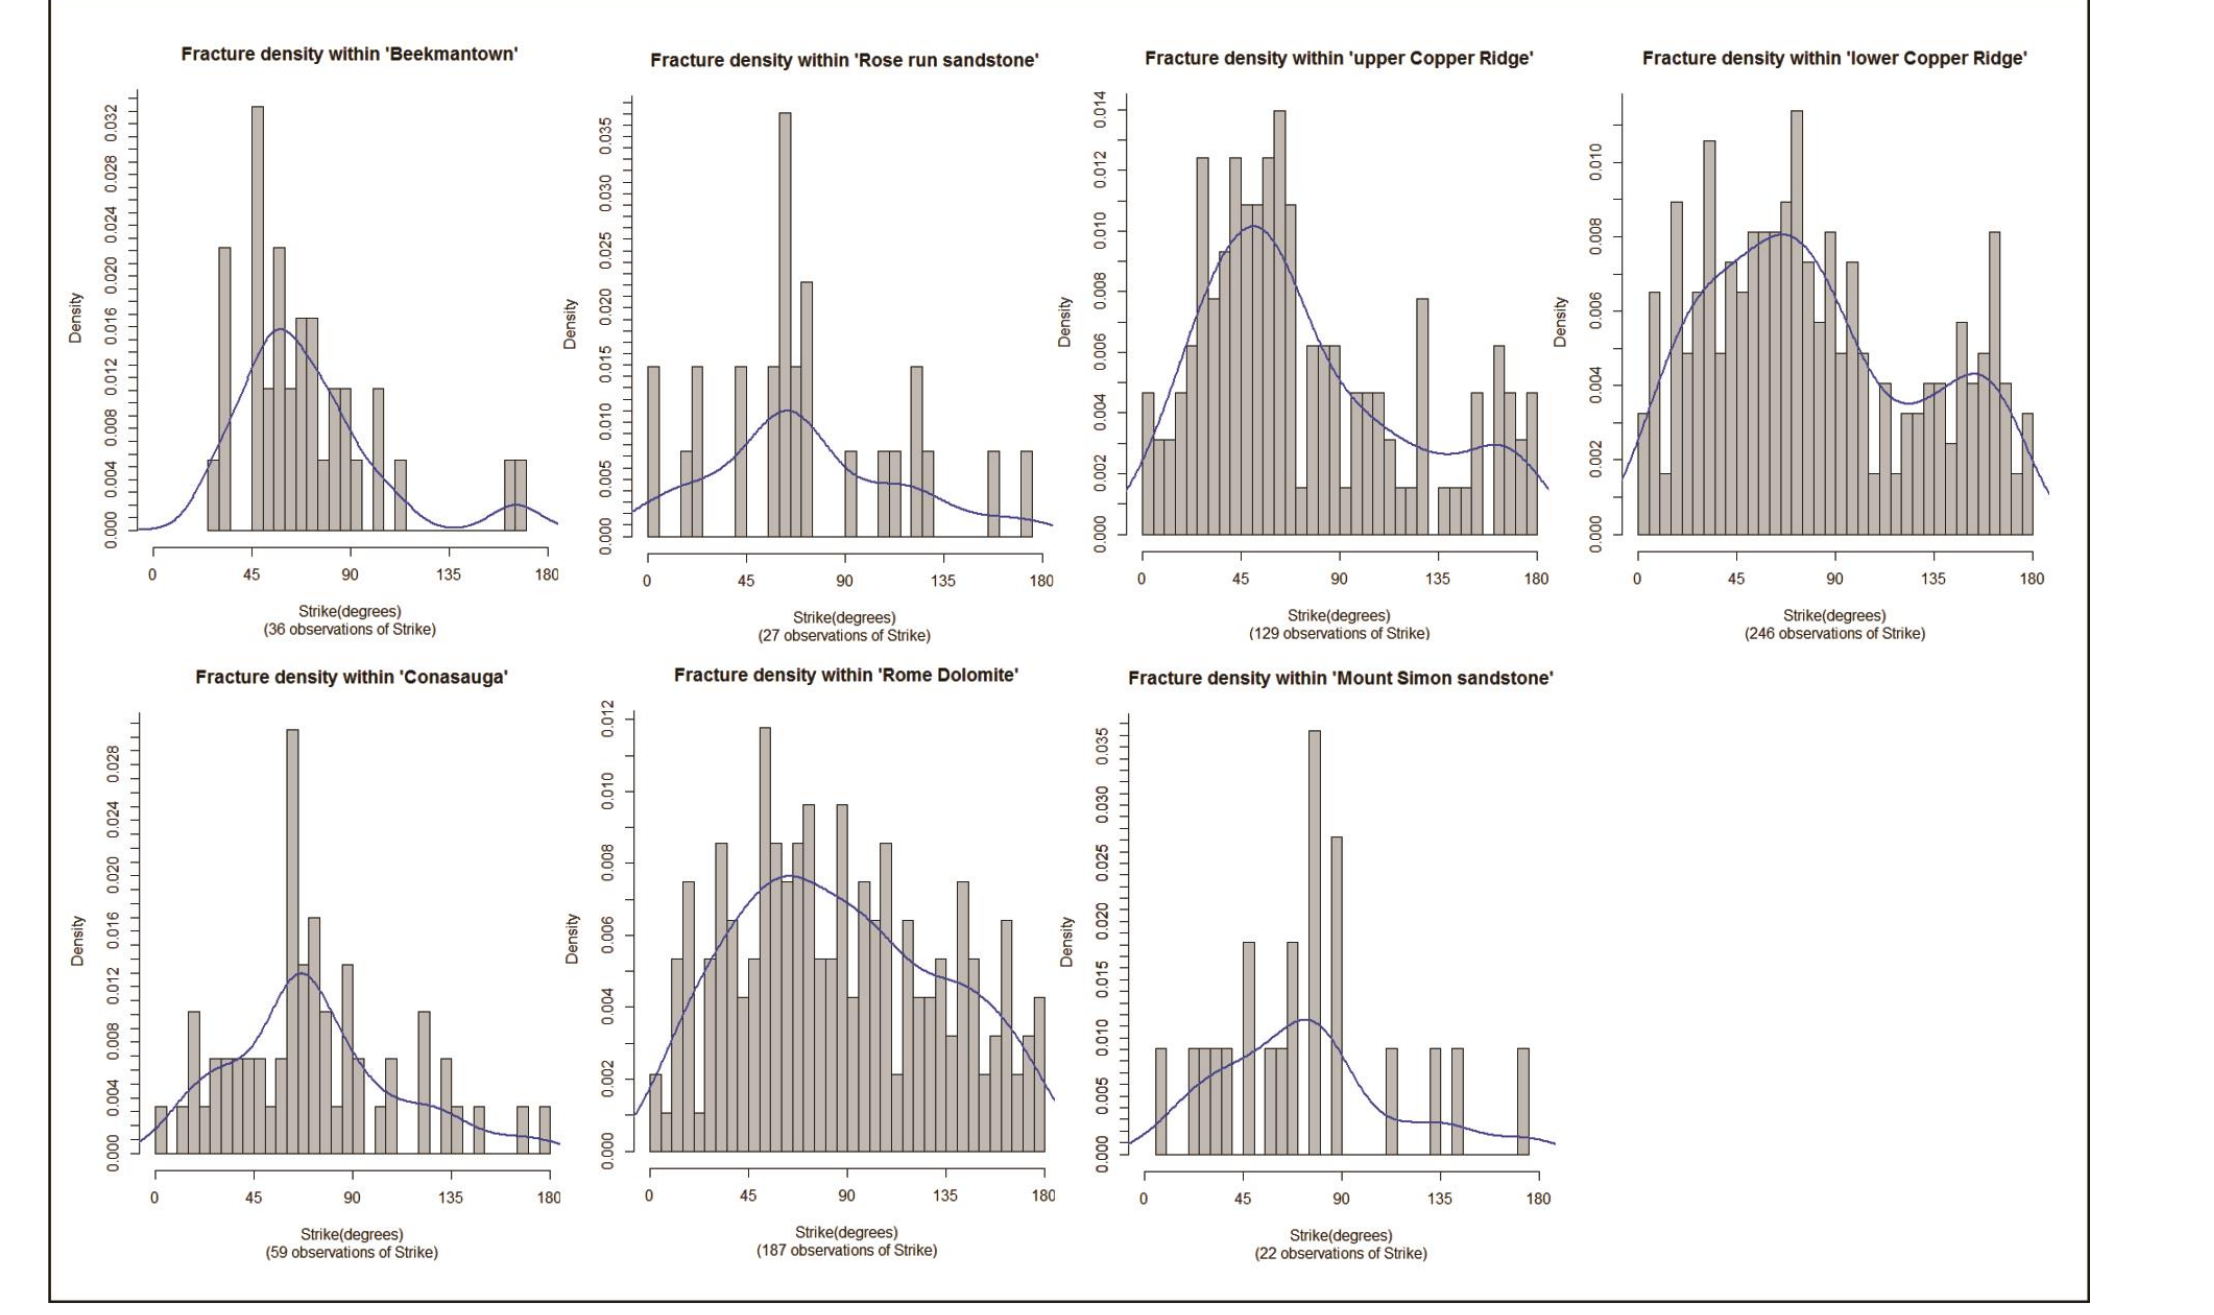 Fracture density within 'Beekmantown'
Density
0.000 0.004 0.008 0.012 0.016 0.020 0.024 0.028 0.032
0 45 90 135 180
Strike(degrees)
(36 observations of Strike)
Fracture density within 'Rose run sandstone'
Density
0.000 0.005 0.010 0.015 0.020 0.025 0.030 0.035
0 45 90 135 180
Strike(degrees)
(27 observations of Strike)
Fracture density within 'upper Copper Ridge'
Density
0.000 0.002 0.004 0.006 0.008 0.010 0.012 0.014
0 45 90 135 180
Strike(degrees)
(129 observations of Strike)
Fracture density within 'lower Copper Ridge'
Density
0.000 0.002 0.004 0.006 0.008 0.010
0 45 90 135 180
Strike(degrees)
(246 observations of Strike)
Fracture density within 'Conasauga'
Density
0.000 0.004 0.008 0.012 0.016 0.020 0.024 0.028
0 45 90 135 180
Strike(degrees)
(59 observations of Strike)
Fracture density within 'Rome Dolomite'
Density
0.000 0.002 0.004 0.006 0.008 0.010 0.012
0 45 90 135 180
Strike(degrees)
(187 observations of Strike)
Fracture density within 'Mount Simon sandstone'
Density
0.000 0.005 0.010 0.015 0.020 0.025 0.030 0.035
0 45 90 135 180
Strike(degrees)
(22 observations of Strike)